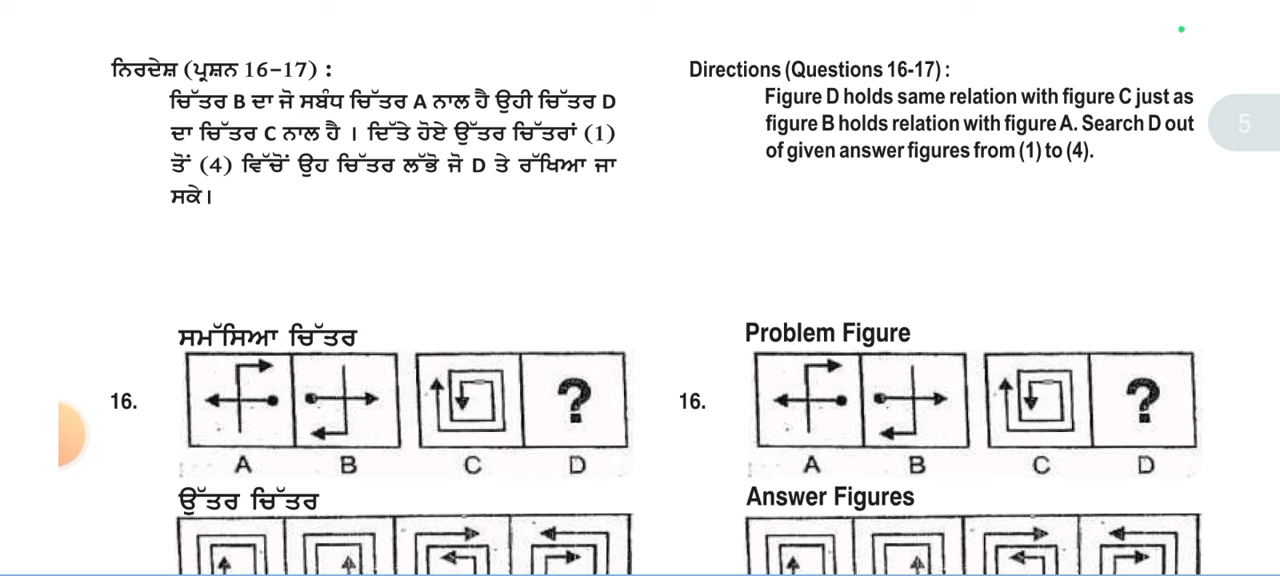 ਨਿਰਦੇਸ਼ (ਪ੍ਰਸ਼ਨ 16–17) :
ਚਿੱਤਰ B ਦਾ ਜੋ ਸਬੰਧ ਚਿੱਤਰ A ਨਾਲ ਹੈ ਉਹੀ ਚਿੱਤਰ D
ਦਾ ਚਿੱਤਰ C ਨਾਲ ਹੈ । ਦਿੱਤੇ ਹੋਏ ਉੱਤਰ ਚਿੱਤਰਾਂ (1)
ਤੋਂ (4) ਵਿੱਚੋਂ ਉਹ ਚਿੱਤਰ ਲੱਭੋ ਜੋ D ਤੇ ਰੱਖਿਆ ਜਾ
ਸਕੇ।
ਸਮੱਸਿਆ ਚਿੱਤਰ
16.
?
A B C D
ਉੱਤਰ ਚਿੱਤਰ
Directions (Questions 16-17) :
Figure D holds same relation with figure C just as
figure B holds relation with figure A. Search D out
of given answer figures from (1) to (4).
5
Problem Figure
16.
?
A B C D
Answer Figures